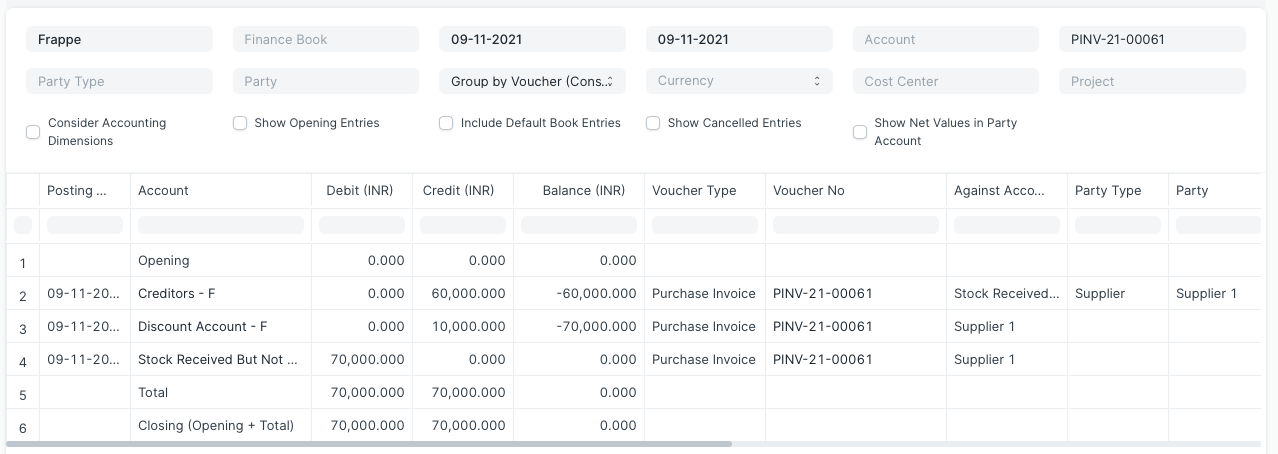 Frappe Finance Book 09-11-2021 09-11-2021 Account PINV-21-00061
Party Type Party Group by Voucher (Cons... Currency Cost Center Project
Consider Accounting Dimensions Show Opening Entries Include Default Book Entries Show Cancelled Entries Show Net Values in Party Account
Posting ... Account Debit (INR) Credit (INR) Balance (INR) Voucher Type Voucher No Against Acco... Party Type Party
1 Opening 0.000 0.000 0.000
2 09-11-20... Creditors - F 0.000 60,000.000 -60,000.000 Purchase Invoice PINV-21-00061 Stock Received... Supplier Supplier 1
3 09-11-20... Discount Account - F 0.000 10,000.000 -70,000.000 Purchase Invoice PINV-21-00061 Supplier 1
4 09-11-20... Stock Received But Not ... 70,000.000 0.000 0.000 Purchase Invoice PINV-21-00061 Supplier 1
5 Total 70,000.000 70,000.000 0.000
6 Closing (Opening + Total) 70,000.000 70,000.000 0.000